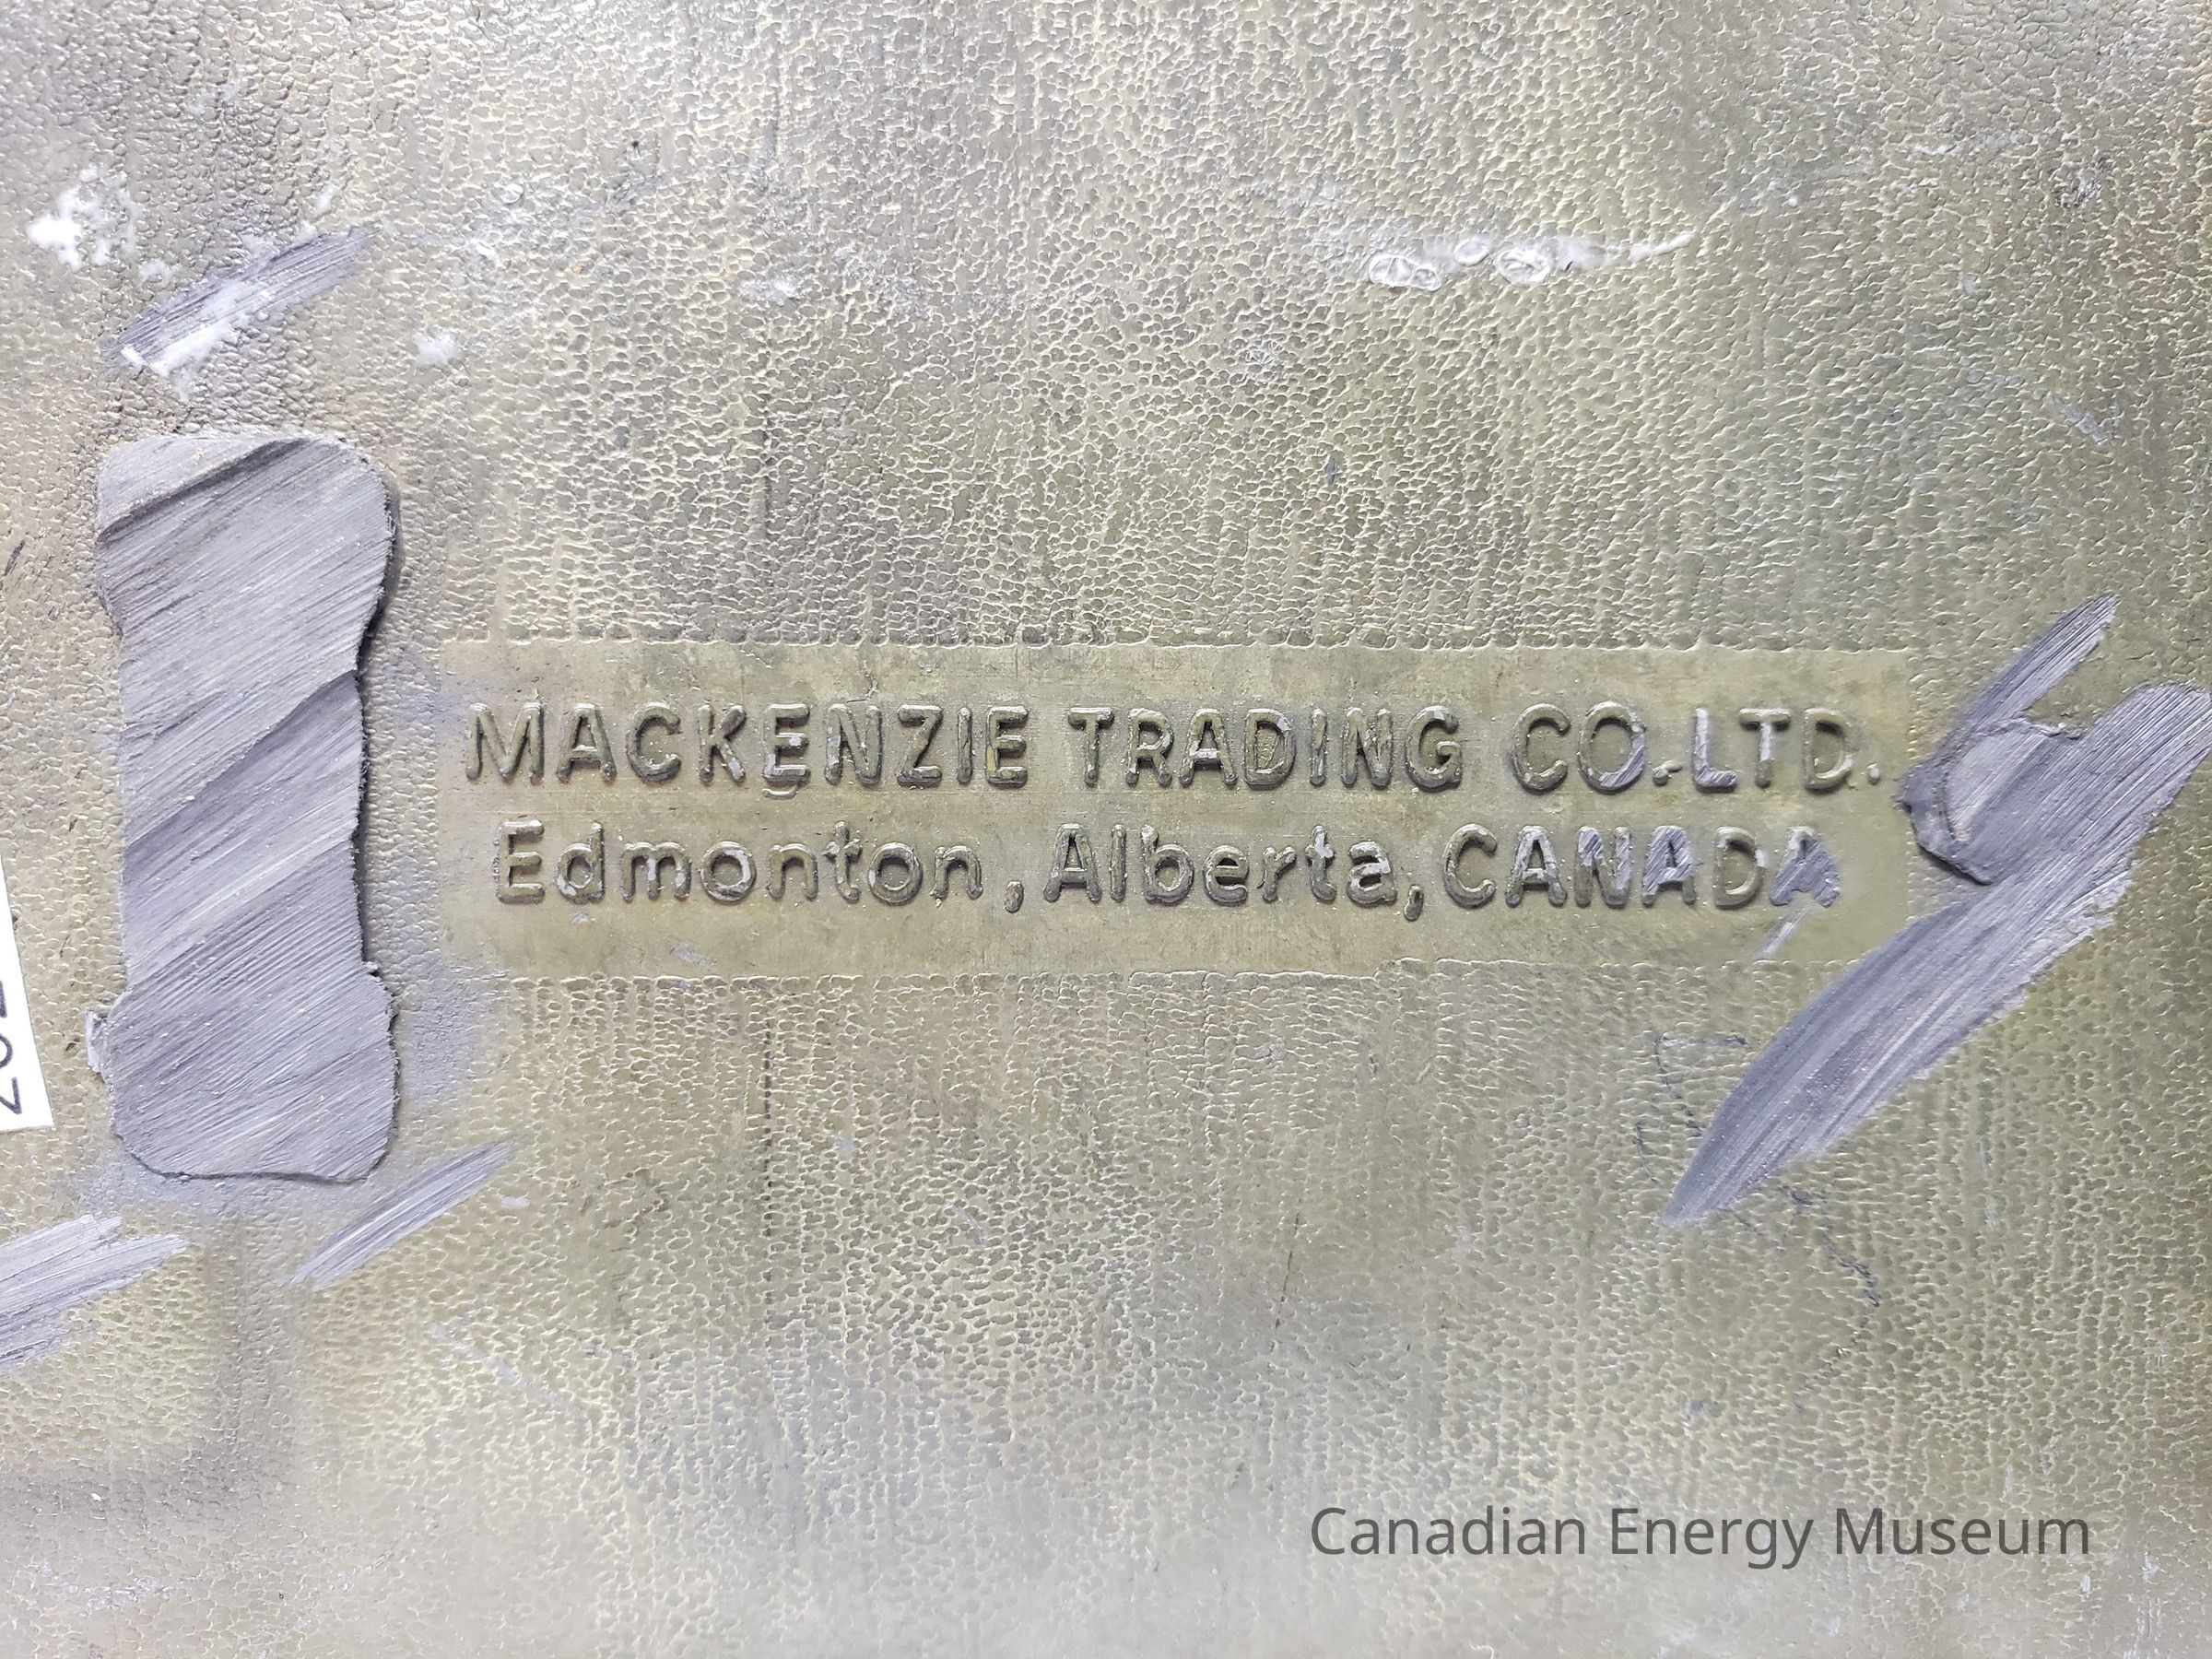 MACKENZIE TRADING CO.LTD.
Edmonton, Alberta, CANADA
Canadian Energy Museum